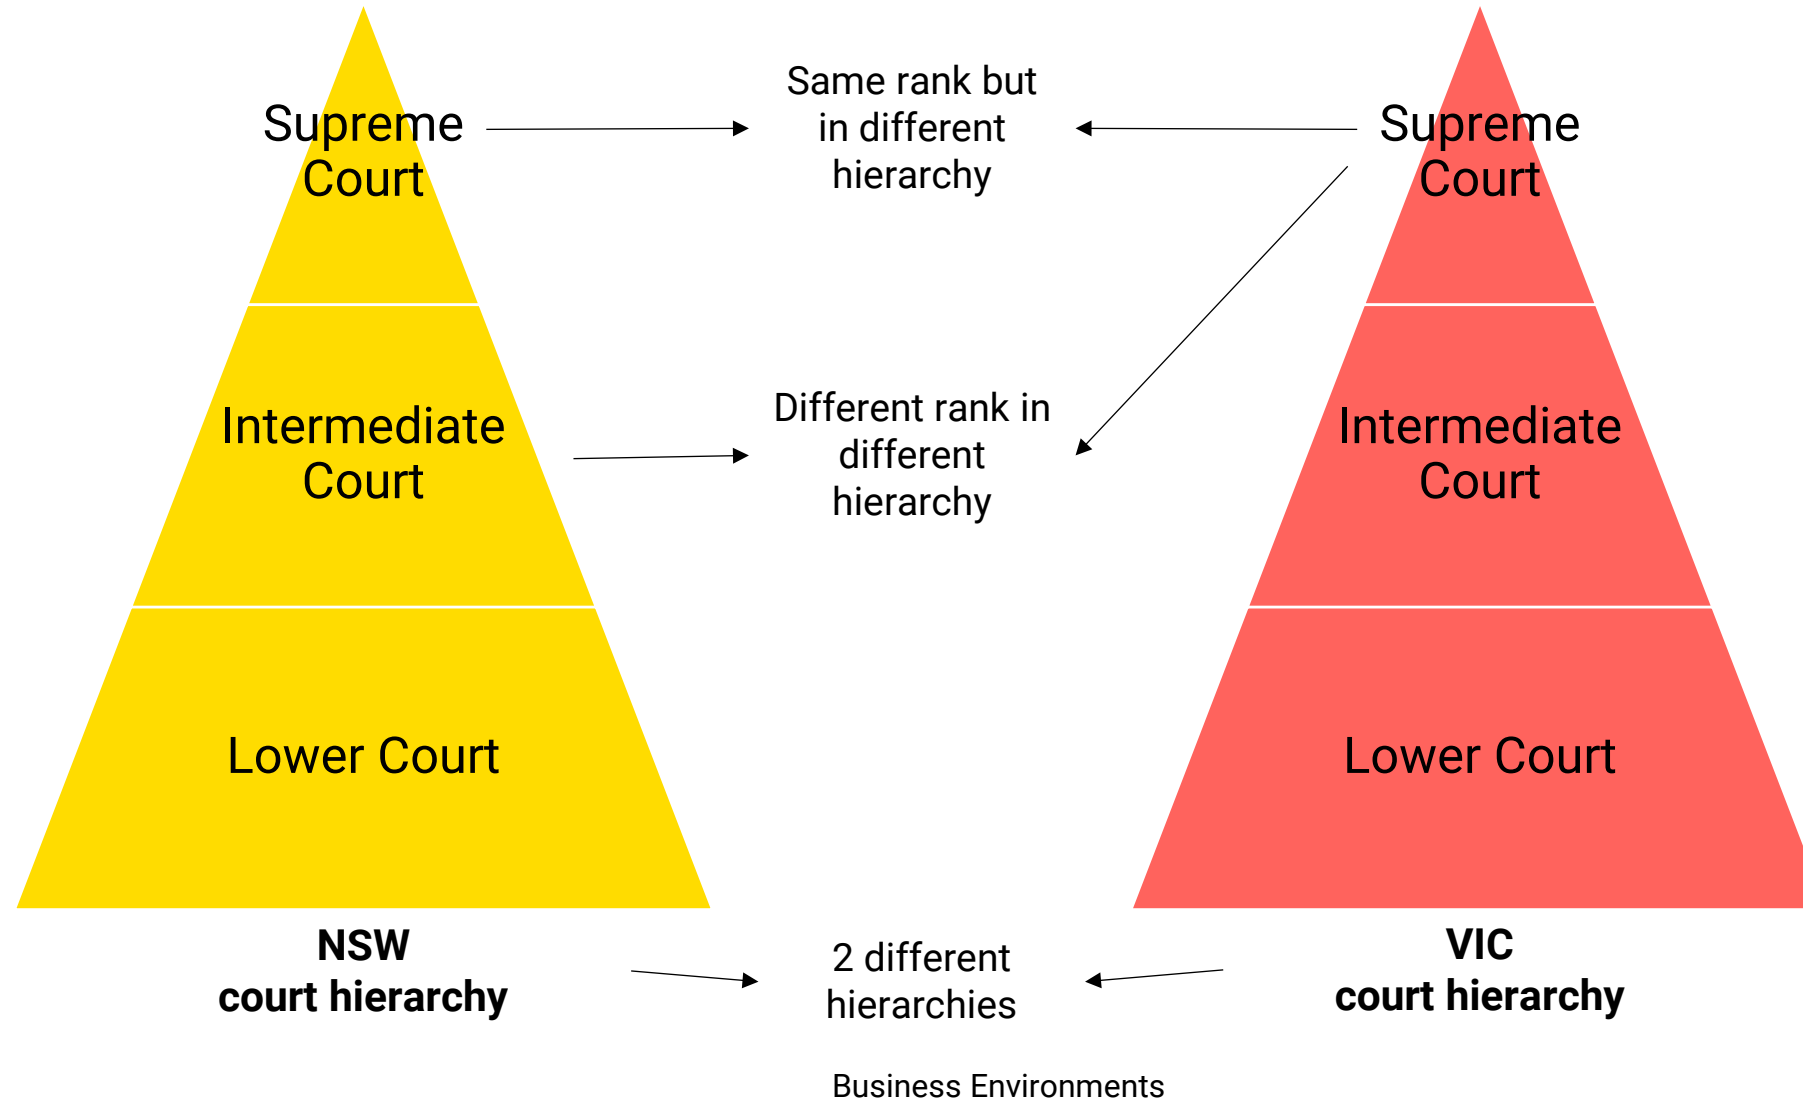 Supreme
Court
Same rank but
in different
hierarchy
Supreme
Court
Intermediate
Court
Different rank in
different
hierarchy
Intermediate
Court
Lower Court
Lower Court
NSW
court hierarchy
2 different
hierarchies
VIC
court hierarchy
Business Environments